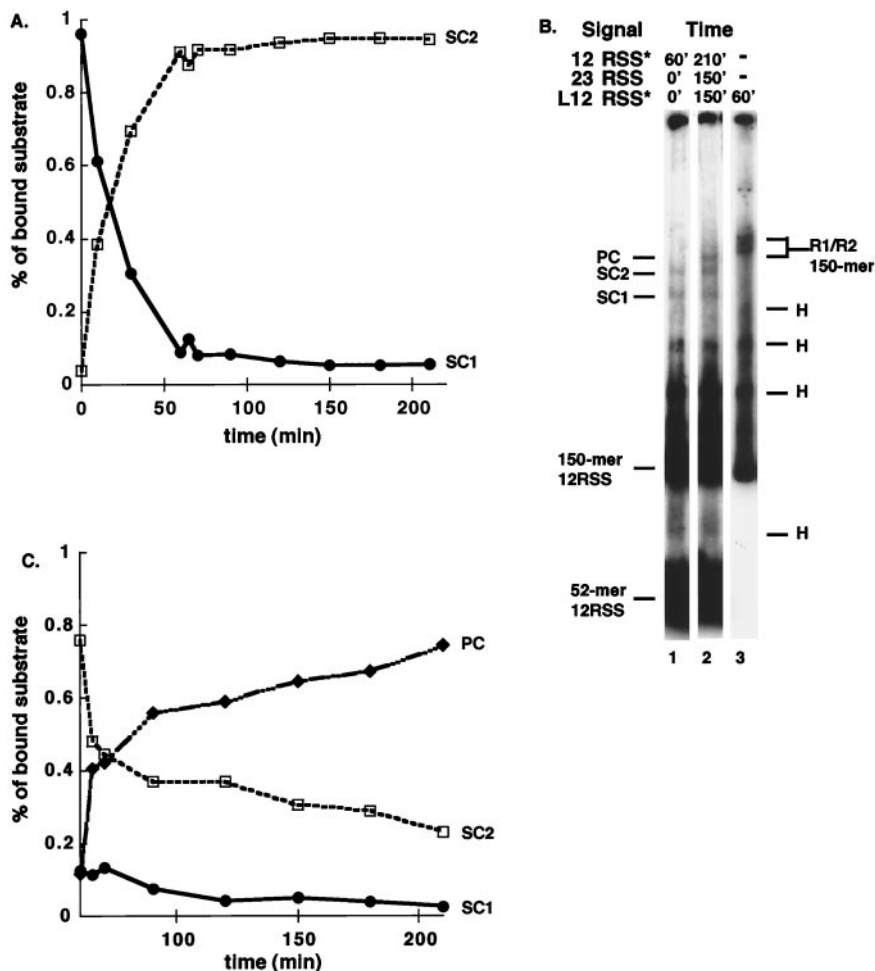 A.
% of bound substrate
1
0.8
0.6
0.4
0.2
0
0 50 100 150 200
time (min)
SC2
SC1
B.
Signal Time
12 RSS* 60' 210' -
23 RSS 0' 150' -
L12 RSS* 0' 150' 60'
PC
SC2
SC1
150-mer
12RSS
52-mer
12RSS
R1/R2
150-mer
H
H
H
H
1 2 3
C.
% of bound substrate
1
0.8
0.6
0.4
0.2
0
100 150 200
time (min)
PC
SC2
SC1